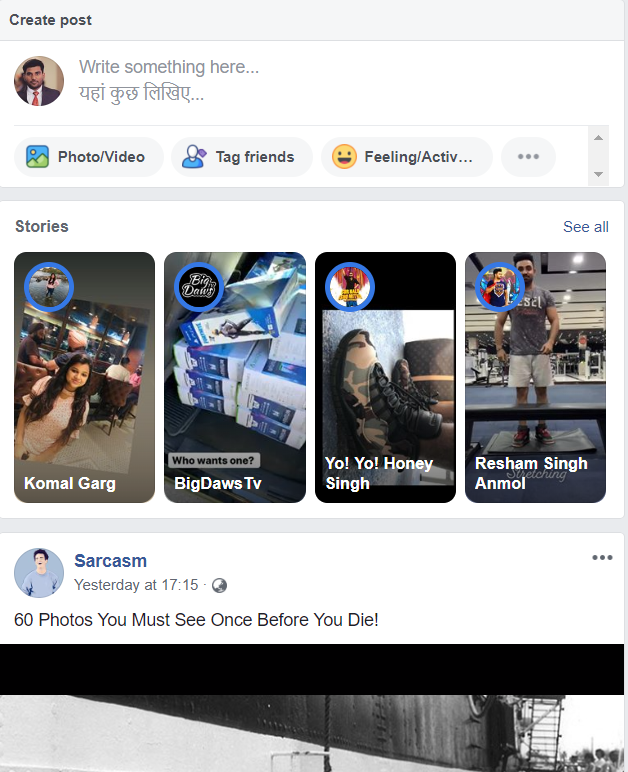 Create post
Write something here...
यहां कुछ लिखिए...
Photo/Video
Tag friends
Feeling/Activ...
Stories
See all
Big
Daws
Who wants one?
Komal Garg
BigDawsTv
Yo! Yo! Honey
Singh
Stretching
Resham Singh
Anmol
Sarcasm
Yesterday at 17:15 ·
60 Photos You Must See Once Before You Die!